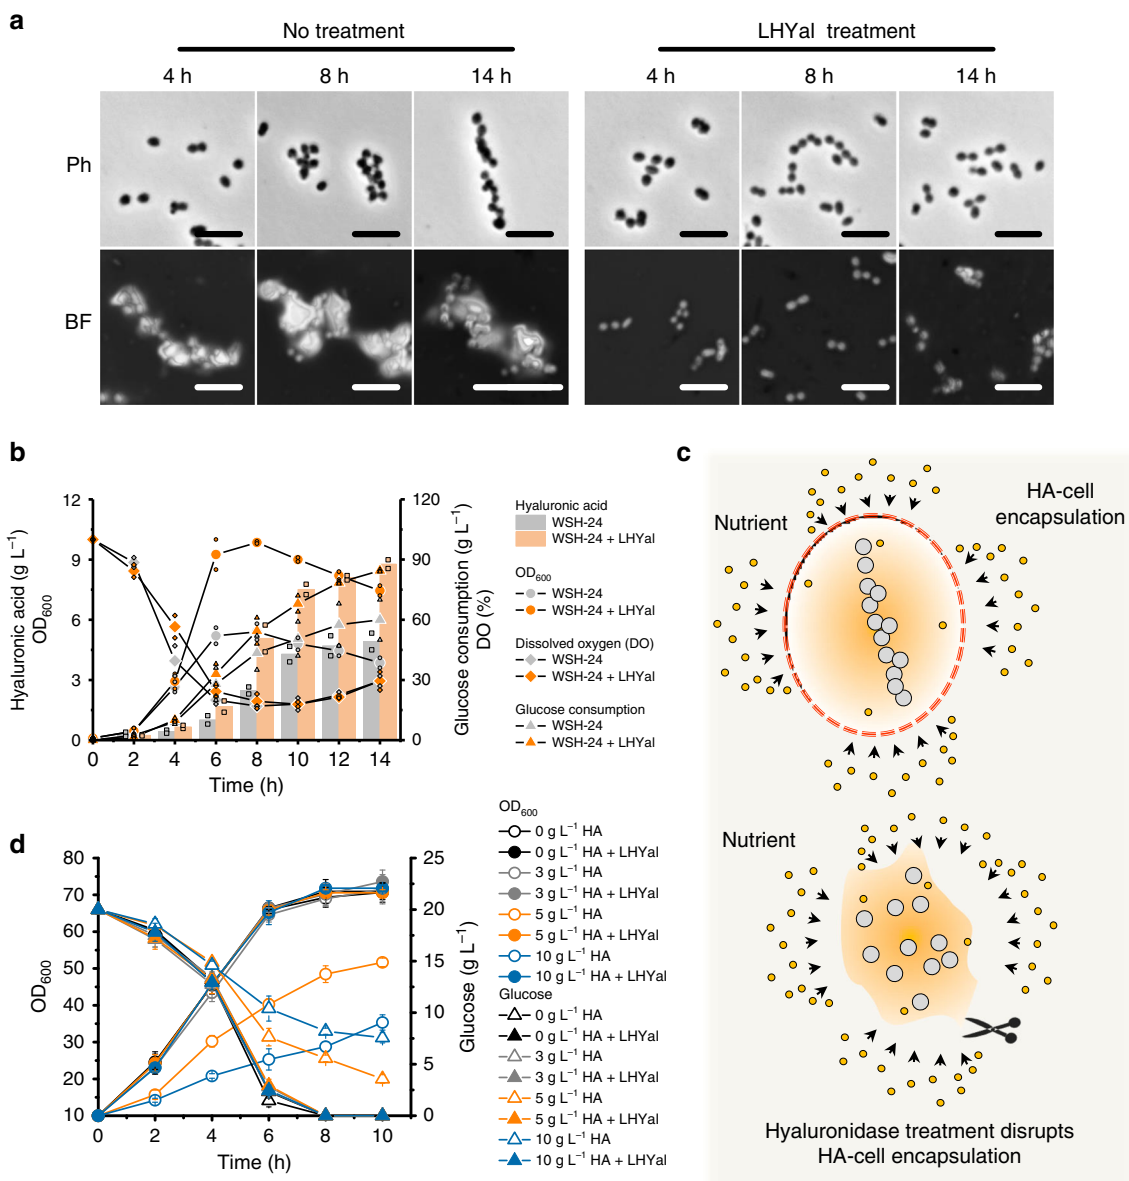 a
No treatment
LHYal treatment
4 h
8 h
14 h
4 h
8 h
14 h
Ph
BF
b
12
9
6
3
0
Hyaluronic acid (g L⁻¹)
OD₆₀₀
120
90
60
30
0
Glucose consumption (g L⁻¹)
DO (%)
0
2
4
6
8
10
12
14
Time (h)
Hyaluronic acid
WSH-24
WSH-24 + LHYal
OD₆₀₀
WSH-24
WSH-24 + LHYal
Dissolved oxygen (DO)
WSH-24
WSH-24 + LHYal
Glucose consumption
WSH-24
WSH-24 + LHYal
c
HA-cell
encapsulation
Nutrient
Nutrient
Hyaluronidase treatment disrupts
HA-cell encapsulation
d
80
70
60
50
40
30
20
10
OD₆₀₀
25
20
15
10
5
0
Glucose (g L⁻¹)
0
2
4
6
8
10
Time (h)
OD₆₀₀
0 g L⁻¹ HA
0 g L⁻¹ HA + LHYal
3 g L⁻¹ HA
3 g L⁻¹ HA + LHYal
5 g L⁻¹ HA
5 g L⁻¹ HA + LHYal
10 g L⁻¹ HA
10 g L⁻¹ HA + LHYal
Glucose
0 g L⁻¹ HA
0 g L⁻¹ HA + LHYal
3 g L⁻¹ HA
3 g L⁻¹ HA + LHYal
5 g L⁻¹ HA
5 g L⁻¹ HA + LHYal
10 g L⁻¹ HA
10 g L⁻¹ HA + LHYal